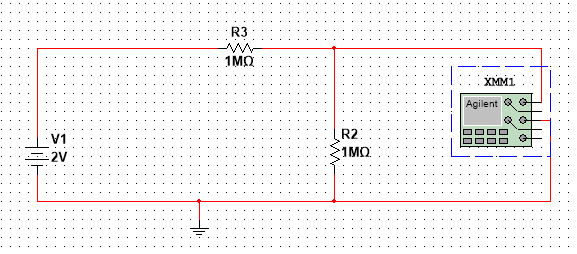 R3
1MΩ
XMM1
Agilent
V1
2V
R2
1MΩ